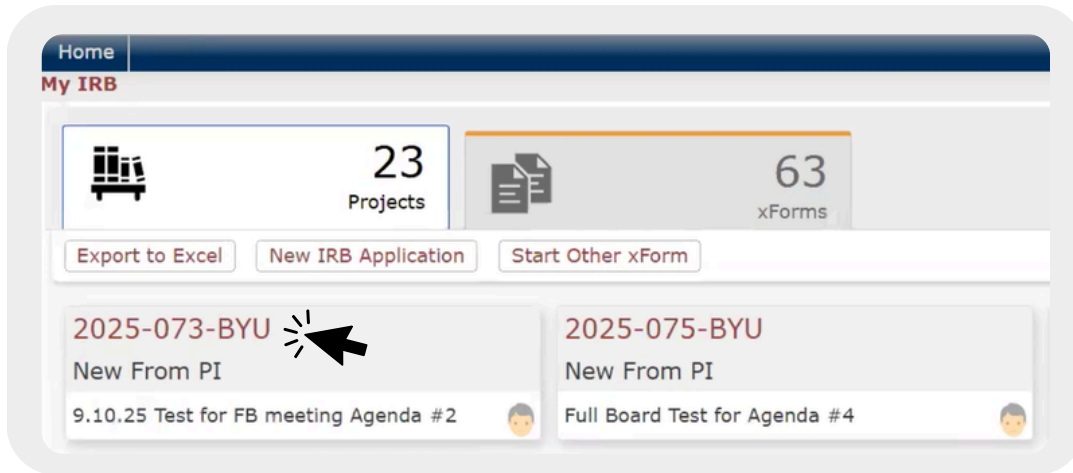 Home
My IRB
23
Projects
63
xForms
Export to Excel New IRB Application Start Other xForm
2025-073-BYU
New From PI
9.10.25 Test for FB meeting Agenda #2
2025-075-BYU
New From PI
Full Board Test for Agenda #4